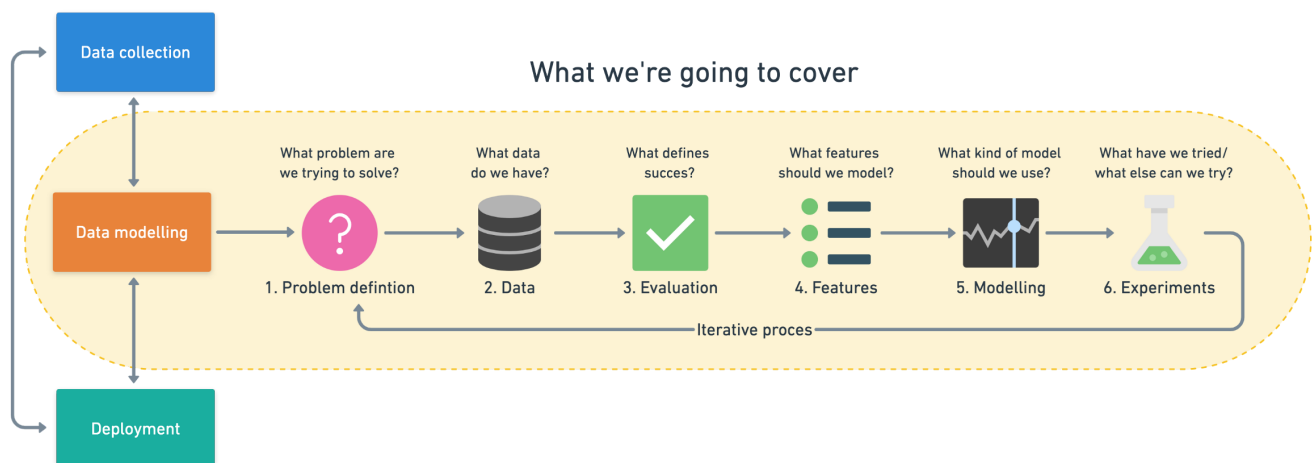 Data collection
What we're going to cover
What problem are
we trying to solve?
What data
do we have?
What defines
succes?
What features
should we model?
What kind of model
should we use?
What have we tried/
what else can we try?
Data modelling
?
1. Problem defintion
2. Data
3. Evaluation
4. Features
5. Modelling
6. Experiments
Iterative proces
Deployment